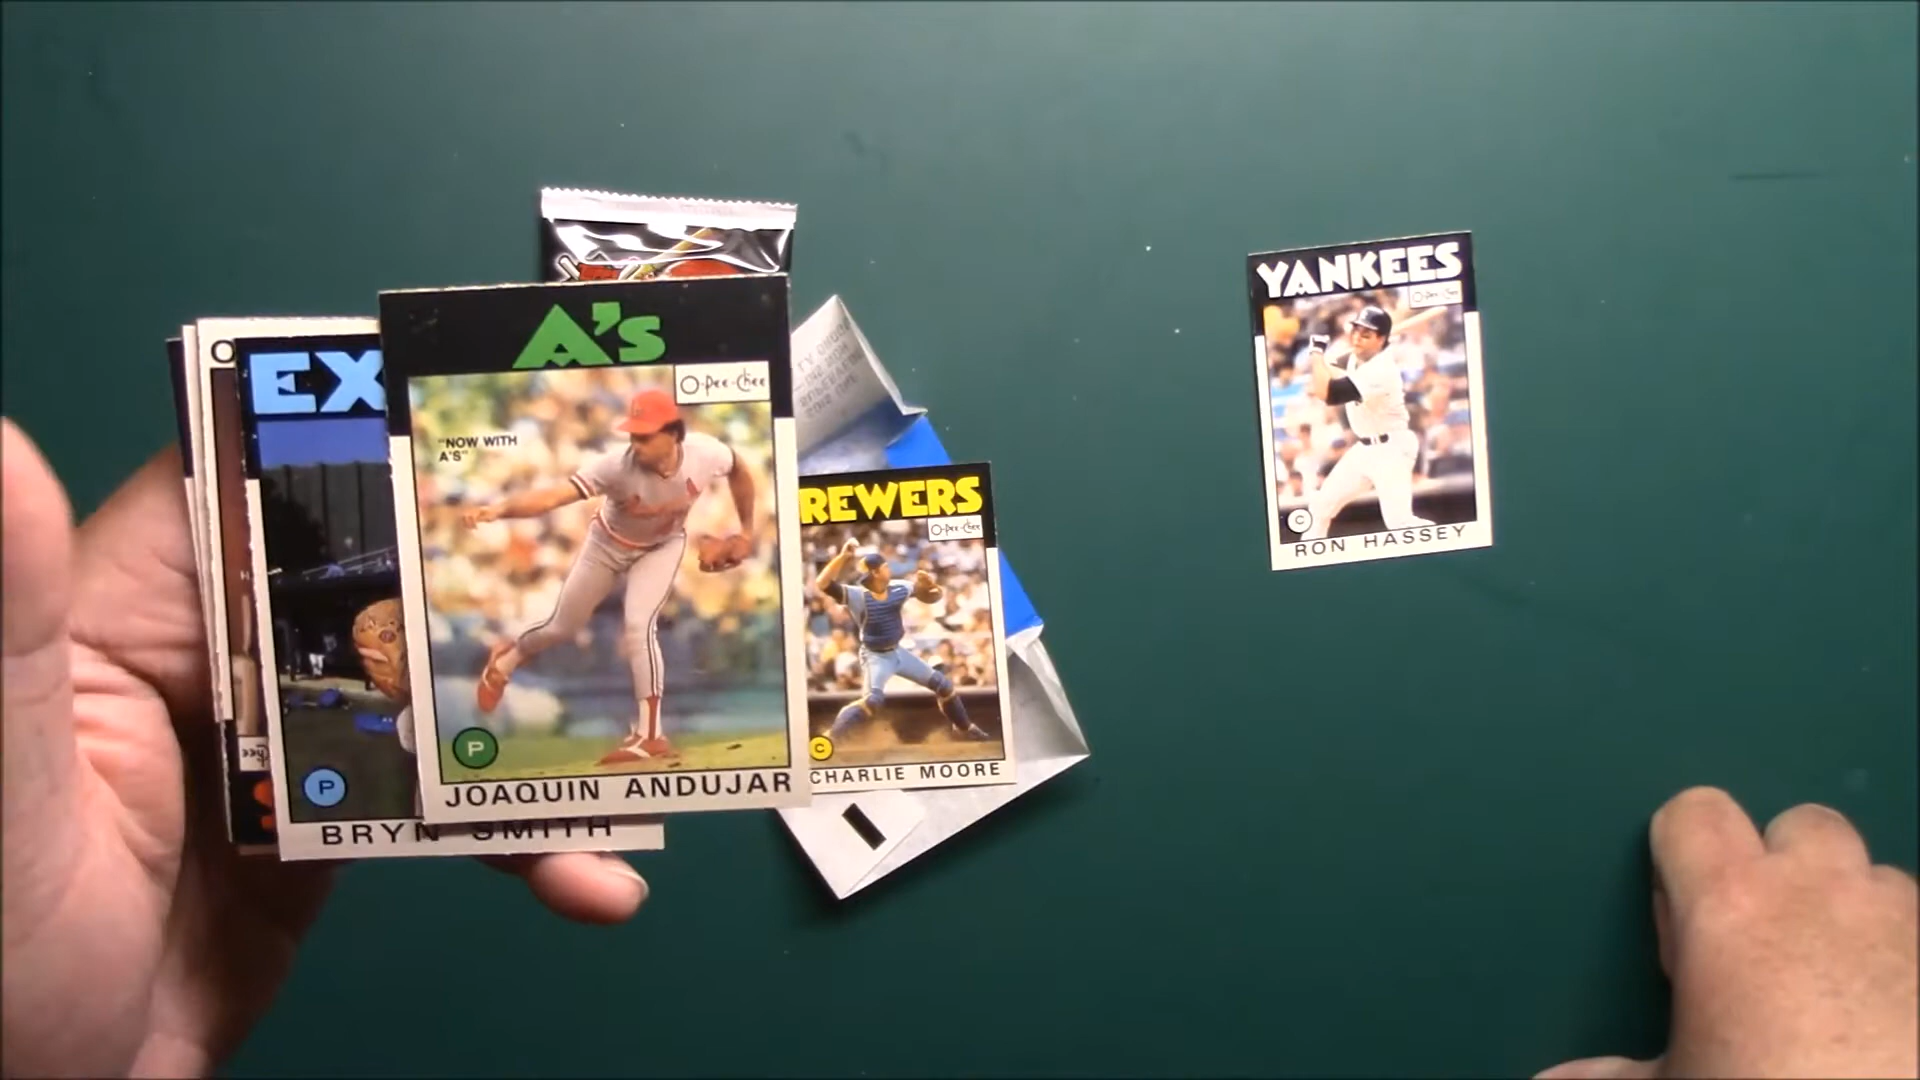 A's
O-Pee-Chee
"NOW WITH
A'S"
P
JOAQUIN ANDUJAR
EX
P
BRYN SMITH
REWERS
O-Pee-Chee
C
CHARLIE MOORE
YANKEES
O-Pee-Chee
C
RON HASSEY